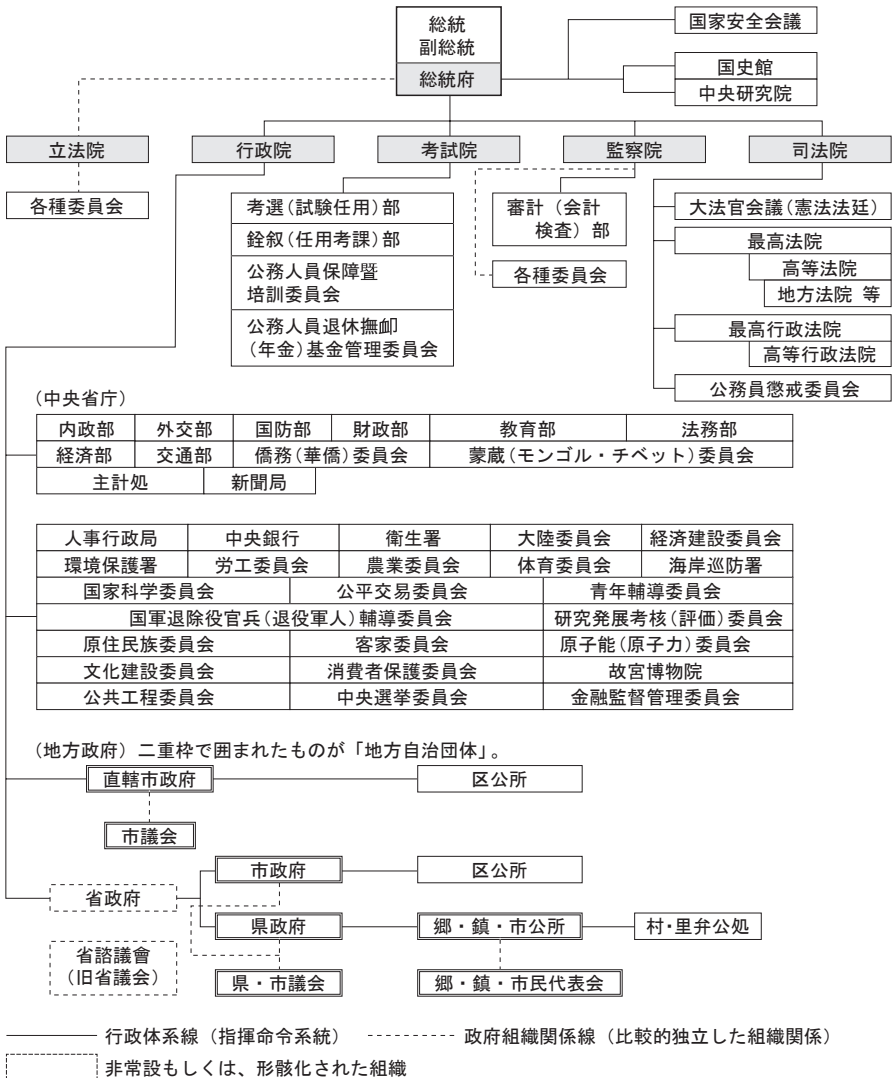 総統
副総統
総統府
国家安全会議
国史館
中央研究院
立法院
行政院
考試院
監察院
司法院
各種委員会
考選(試験任用)部
銓叙(任用考課)部
公務人員保障暨
培訓委員会
公務人員退休撫卹
(年金)基金管理委員会
審計(会計
検査)部
各種委員会
大法官会議(憲法法廷)
最高法院
高等法院
地方法院 等
最高行政法院
高等行政法院
公務員懲戒委員会
(中央省庁)
内政部 外交部 国防部 財政部 教育部 法務部
経済部 交通部 僑務(華僑)委員会 蒙蔵(モンゴル・チベット)委員会
主計処 新聞局
人事行政局 中央銀行 衛生署 大陸委員会 経済建設委員会
環境保護署 労工委員会 農業委員会 体育委員会 海岸巡防署
国家科学委員会 公平交易委員会 青年輔導委員会
国軍退除役官兵(退役軍人)輔導委員会 研究発展考核(評価)委員会
原住民族委員会 客家委員会 原子能(原子力)委員会
文化建設委員会 消費者保護委員会 故宮博物院
公共工程委員会 中央選挙委員会 金融監督管理委員会
(地方政府)二重枠で囲まれたものが「地方自治団体」。
直轄市政府 区公所
市議会
市政府 区公所
省政府
県政府 郷・鎮・市公所 村・里弁公処
省諮議會
(旧省議会)
県・市議会 郷・鎮・市民代表会
行政体系線(指揮命令系統) 政府組織関係線(比較的独立した組織関係)
非常設もしくは、形骸化された組織